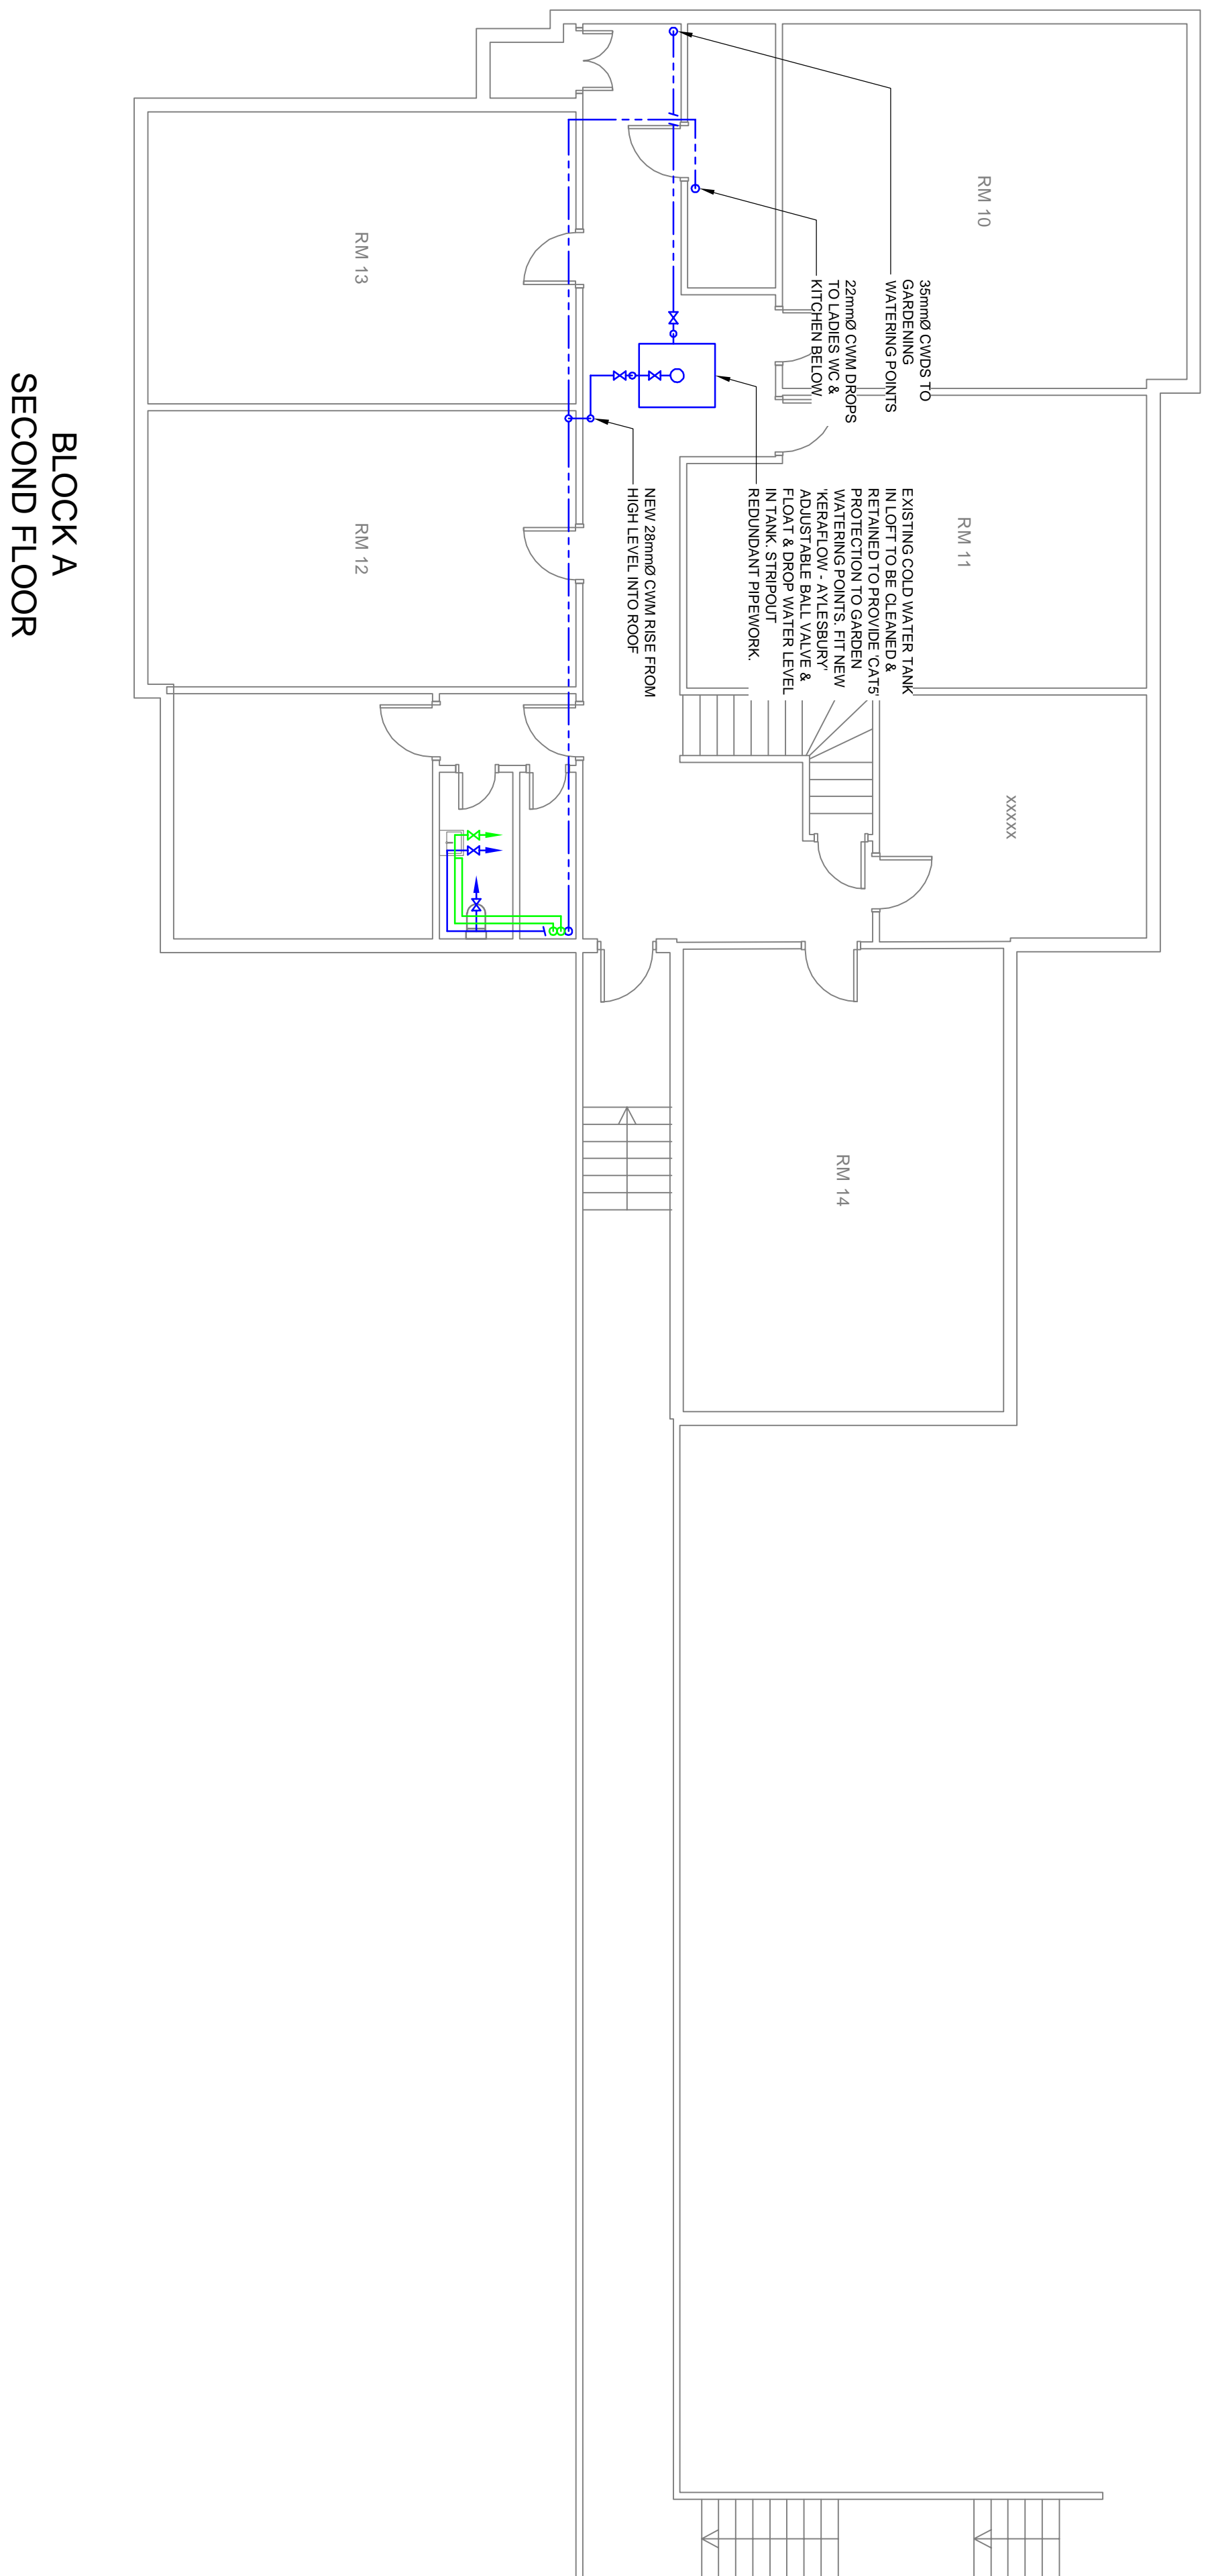 RM 10
35mmØ CWDS TO
GARDENING
WATERING POINTS
22mmØ CWM DROPS
TO LADIES WC &
KITCHEN BELOW
RM 11
EXISTING COLD WATER TANK
IN LOFT TO BE CLEANED &
RETAINED TO PROVIDE 'CAT5'
PROTECTION TO GARDEN
WATERING POINTS. FIT NEW
'KERAFLOW - AYLESBURY'
ADJUSTABLE BALL VALVE &
FLOAT & DROP WATER LEVEL
IN TANK. STRIPOUT
REDUNDANT PIPEWORK.
xxxxx
NEW 28mmØ CWM RISE FROM
HIGH LEVEL INTO ROOF
RM 13
RM 12
RM 14
BLOCK A
SECOND FLOOR